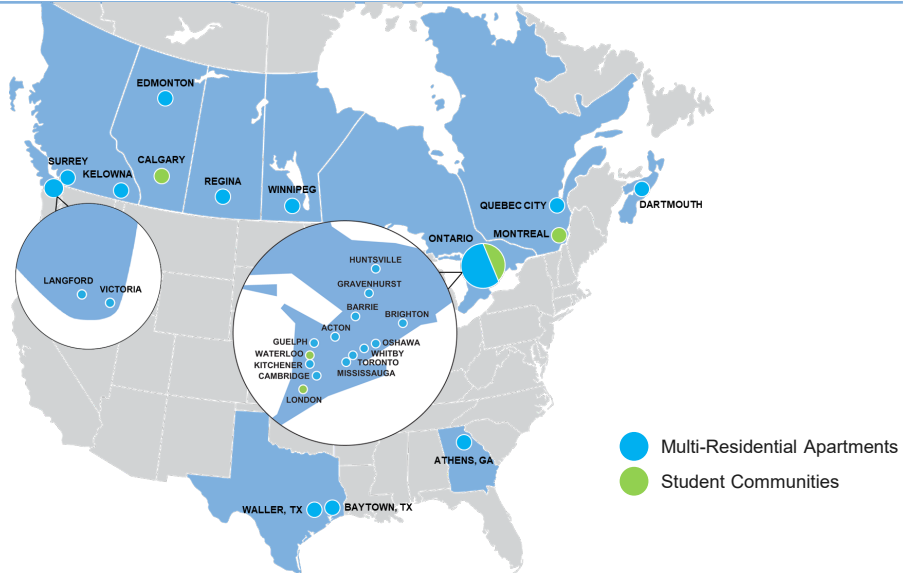 EDMONTON
SURREY
KELOWNA
CALGARY
REGINA
WINNIPEG
QUEBEC CITY
DARTMOUTH
MONTREAL
ONTARIO
LANGFORD
VICTORIA
HUNTSVILLE
GRAVENHURST
BARRIE
BRIGHTON
ACTON
GUELPH
OSHAWA
WATERLOO
WHITBY
KITCHENER
TORONTO
CAMBRIDGE
MISSISSAUGA
LONDON
ATHENS, GA
WALLER, TX
BAYTOWN, TX
Multi-Residential Apartments
Student Communities